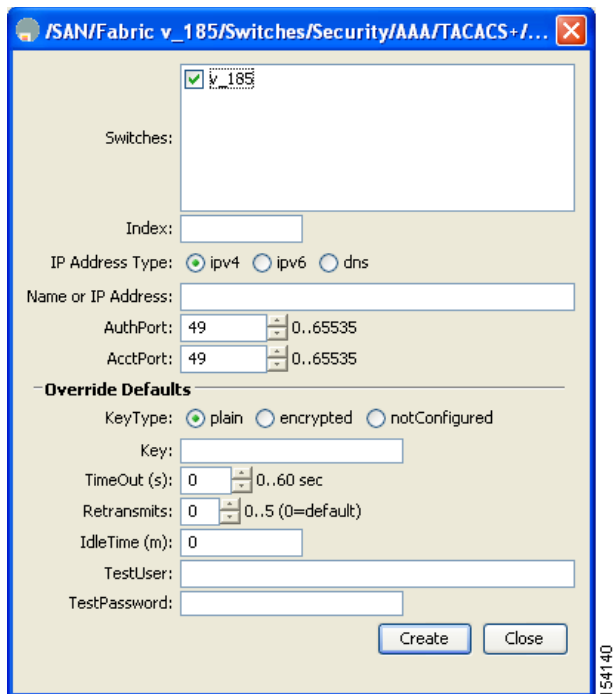 /SAN/Fabric v_185/Switches/Security/AAA/TACACS+/...
v_185
Switches:
Index:
IP Address Type: ipv4 ipv6 dns
Name or IP Address:
AuthPort: 49 0..65535
AcctPort: 49 0..65535
Override Defaults
KeyType: plain encrypted notConfigured
Key:
TimeOut (s): 0 0..60 sec
Retransmits: 0 0..5 (0=default)
IdleTime (m): 0
TestUser:
TestPassword:
Create Close
54140